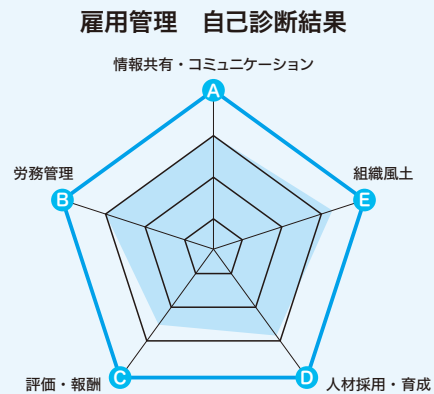 雇用管理　自己診断結果
情報共有・コミュニケーション
A
労務管理
組織風土
B
E
C
D
評価・報酬
人材採用・育成